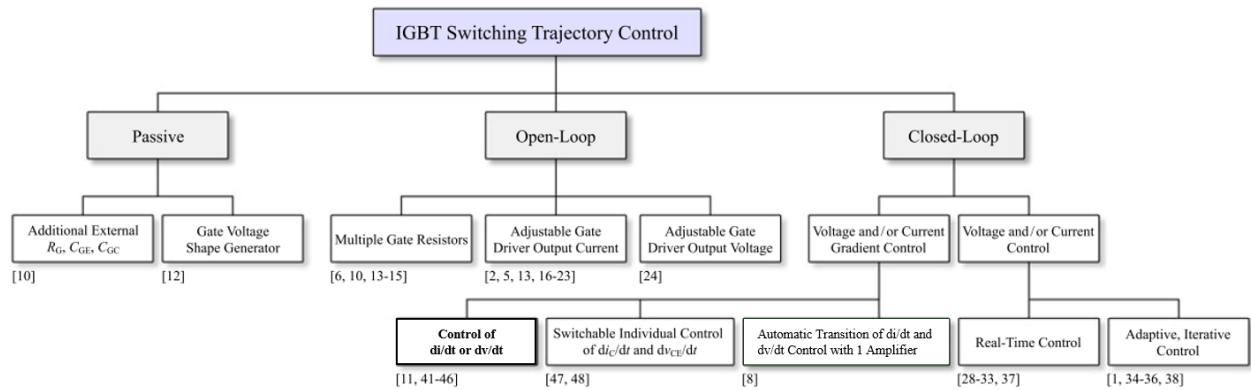 IGBT Switching Trajectory Control
Passive
Open-Loop
Closed-Loop
Additional External
R_G, C_GE, C_GC
[10]
Gate Voltage
Shape Generator
[12]
Multiple Gate Resistors
[6, 10, 13-15]
Adjustable Gate
Driver Output Current
[2, 5, 13, 16-23]
Adjustable Gate
Driver Output Voltage
[24]
Voltage and/or Current
Gradient Control
Voltage and/or Current
Control
Control of
di/dt or dv/dt
[11, 41-46]
Switchable Individual Control
of di_C/dt and dv_CE/dt
[47, 48]
Automatic Transition of di/dt and
dv/dt Control with 1 Amplifier
[8]
Real-Time Control
[28-33, 37]
Adaptive, Iterative
Control
[1, 34-36, 38]